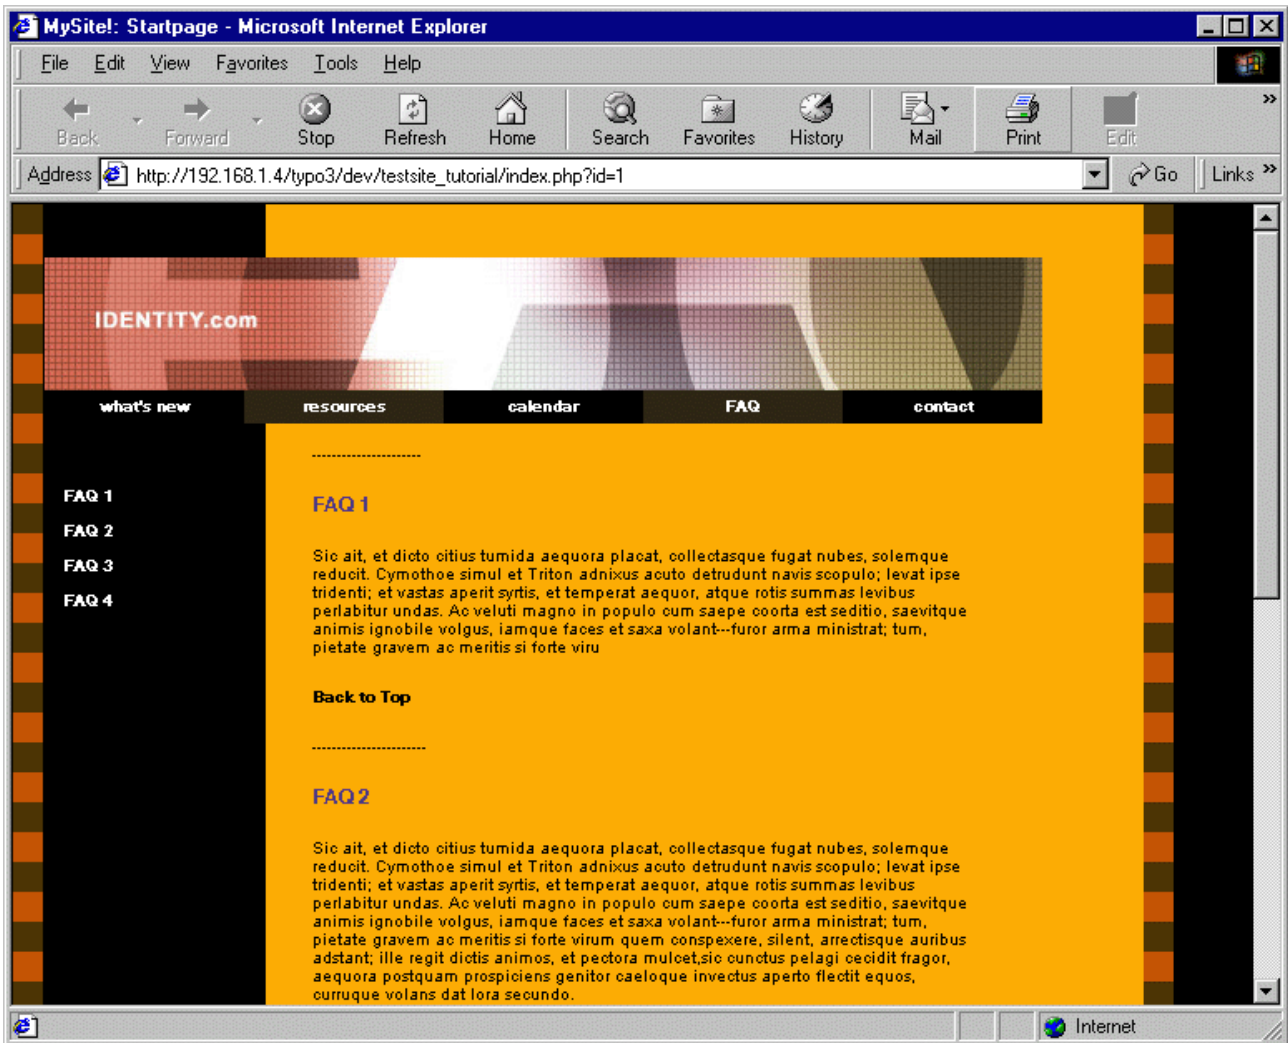 MySite!: Startpage - Microsoft Internet Explorer
File Edit View Favorites Tools Help
Back Forward Stop Refresh Home Search Favorites History Mail Print Edit »
Address http://192.168.1.4/typo3/dev/testsite_tutorial/index.php?id=1 Go Links »
IDENTITY.com
what's new resources calendar FAQ contact
FAQ 1
FAQ 2
FAQ 3
FAQ 4
----------------------
FAQ 1
Sic ait, et dicto citius tumida aequora placat, collectasque fugat nubes, solemque
reducit. Cymothoe simul et Triton adnixus acuto detrudunt navis scopulo; levat ipse
tridenti; et vastas aperit syrtis, et temperat aequor, atque rotis summas levibus
perlabitur undas. Ac veluti magno in populo cum saepe coorta est seditio, saevitque
animis ignobile volgus, iamque faces et saxa volant---furor arma ministrat; tum,
pietate gravem ac meritis si forte viru
Back to Top
-----------------------
FAQ 2
Sic ait, et dicto citius tumida aequora placat, collectasque fugat nubes, solemque
reducit. Cymothoe simul et Triton adnixus acuto detrudunt navis scopulo; levat ipse
tridenti; et vastas aperit syrtis, et temperat aequor, atque rotis summas levibus
perlabitur undas. Ac veluti magno in populo cum saepe coorta est seditio, saevitque
animis ignobile volgus, iamque faces et saxa volant---furor arma ministrat; tum,
pietate gravem ac meritis si forte virum quem conspexere, silent, arrectisque auribus
adstant; ille regit dictis animos, et pectora mulcet,sic cunctus pelagi cecidit fragor,
aequora postquam prospiciens genitor caeloque invectus aperto flectit equos,
curruque volans dat lora secundo.
Internet